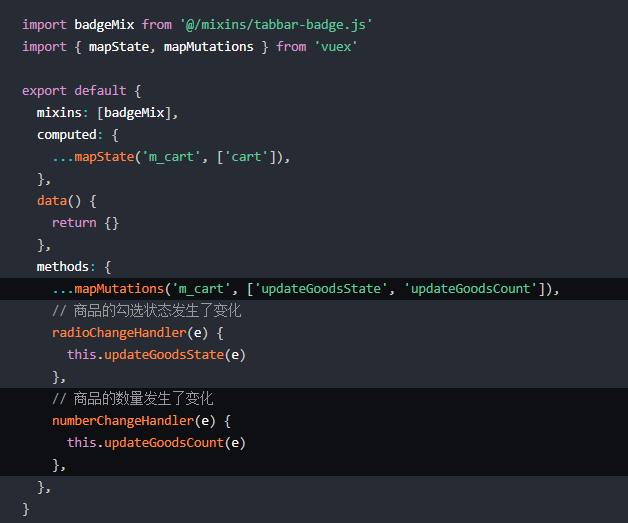 import badgeMix from '@/mixins/tabbar-badge.js'
import { mapState, mapMutations } from 'vuex'
export default {
mixins: [badgeMix],
computed: {
...mapState('m_cart', ['cart']),
},
data() {
return {}
},
methods: {
...mapMutations('m_cart', ['updateGoodsState', 'updateGoodsCount']),
// 商品的勾选状态发生了变化
radioChangeHandler(e) {
this.updateGoodsState(e)
},
// 商品的数量发生了变化
numberChangeHandler(e) {
this.updateGoodsCount(e)
},
},
}